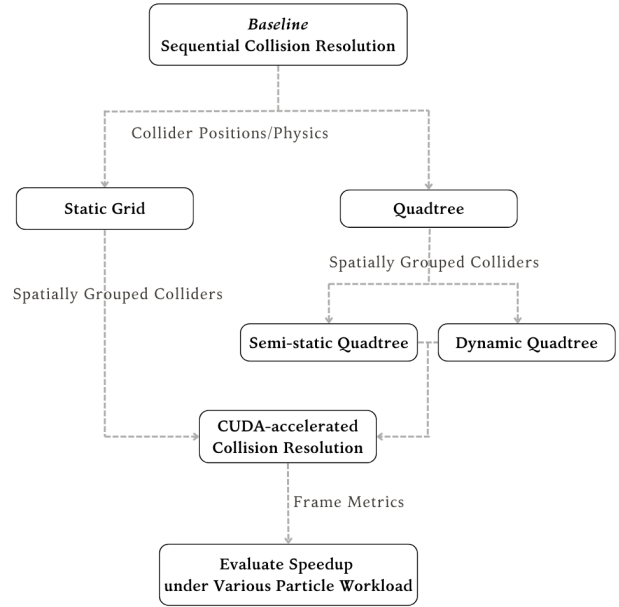 Baseline
Sequential Collision Resolution
Collider Positions/Physics
Static Grid
Quadtree
Spatially Grouped Colliders
Spatially Grouped Colliders
Semi-static Quadtree
Dynamic Quadtree
CUDA-accelerated
Collision Resolution
Frame Metrics
Evaluate Speedup
under Various Particle Workload